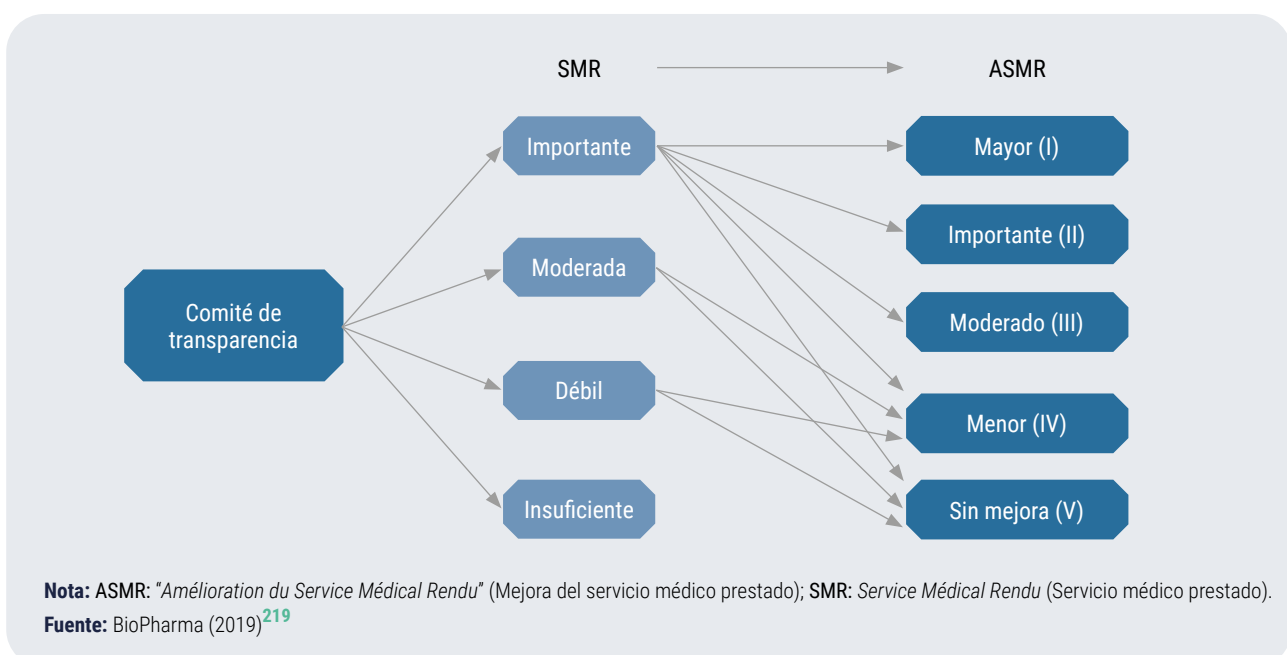 SMR
ASMR
Importante
Mayor (I)
Importante (II)
Moderada
Comité de
transparencia
Moderado (III)
Débil
Menor (IV)
Insuficiente
Sin mejora (V)
Nota: ASMR: “Amélioration du Service Médical Rendu” (Mejora del servicio médico prestado); SMR: Service Médical Rendu (Servicio médico prestado).
Fuente: BioPharma (2019)219